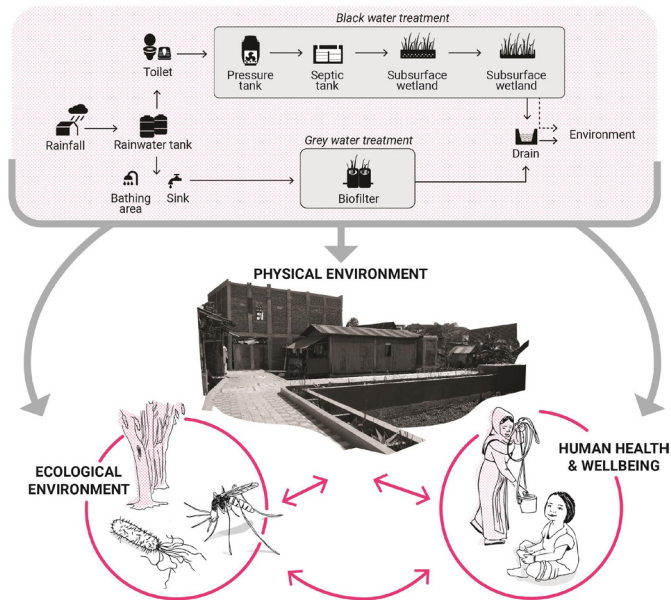 Black water treatment
Toilet
Pressure
tank
Septic
tank
Subsurface
wetland
Subsurface
wetland
Rainfall
Rainwater tank
Grey water treatment
Drain
Environment
Bathing
area
Sink
Biofilter
PHYSICAL ENVIRONMENT
ECOLOGICAL
ENVIRONMENT
HUMAN HEALTH
& WELLBEING